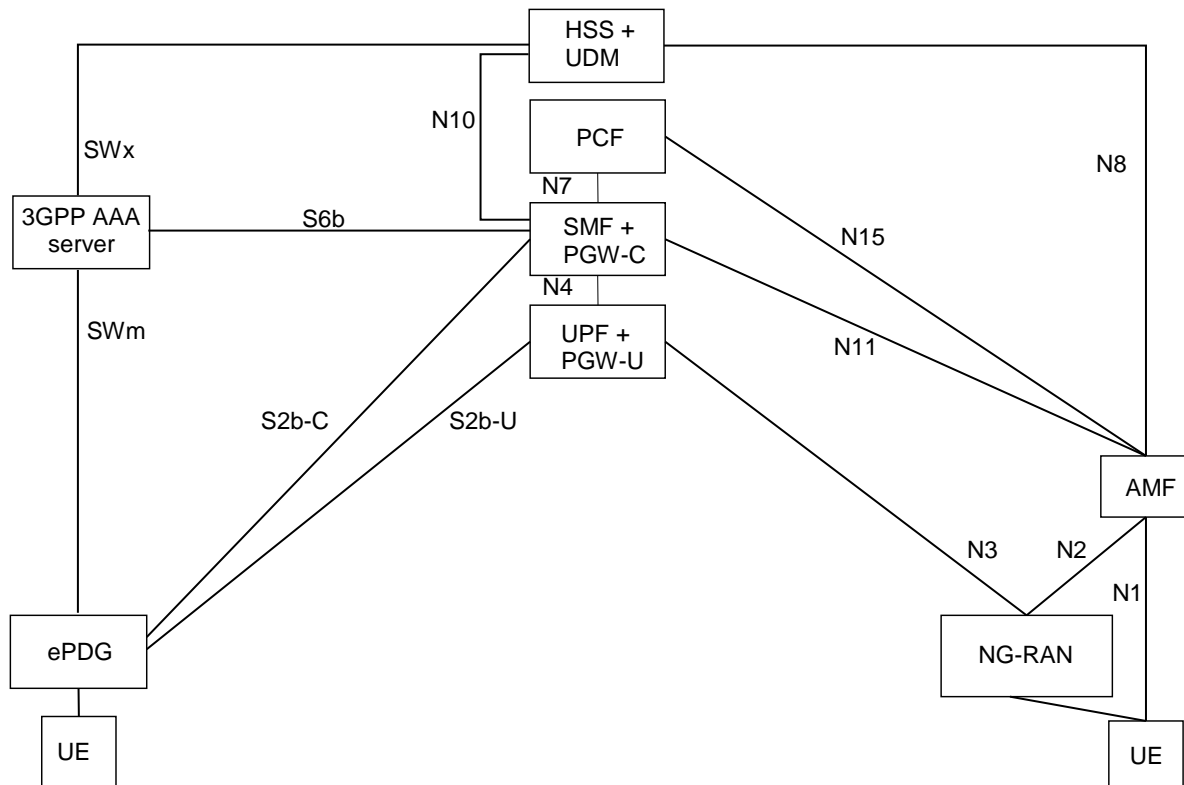 HSS +
UDM
N10
PCF
SWx
N8
N7
3GPP AAA
server
S6b
SMF +
PGW-C
N15
N4
SWm
UPF +
PGW-U
N11
S2b-C
S2b-U
AMF
N3
N2
N1
ePDG
NG-RAN
UE
UE